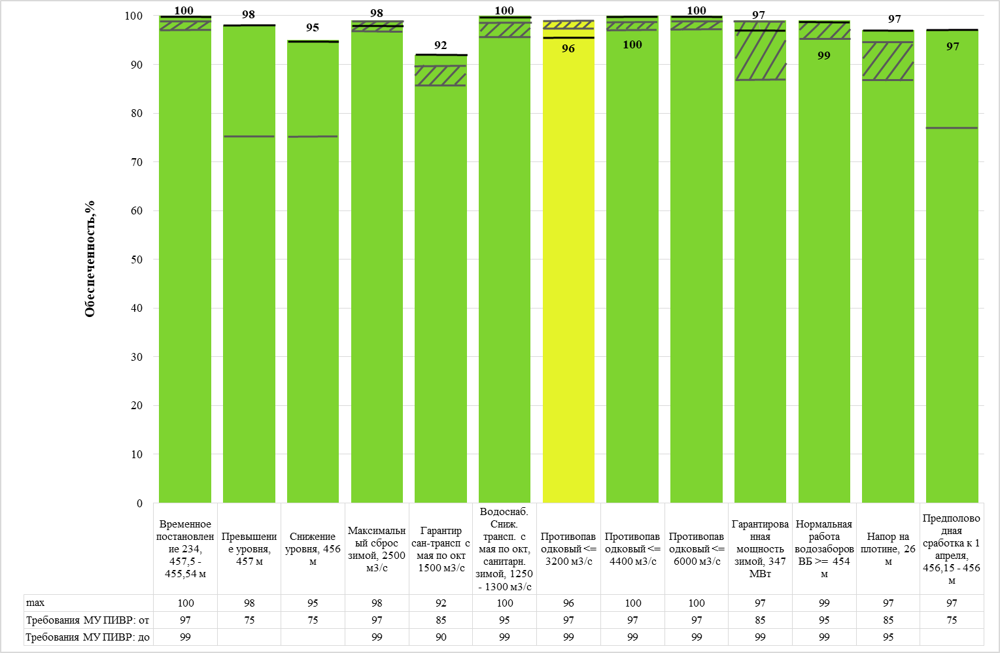 100
98
95
98
92
100
96
100
100
97
99
97
97
100
90
80
70
60
50
40
30
20
10
0
Обеспеченность,%
Временное
постановлен
ие 234,
457,5 -
455,54 м
Превышени
е уровня,
457 м
Снижение
уровня, 456
м
Максимальн
ый сброс
зимой, 2500
м3/с
Гарантир
сан-трансп с
мая по окт
1500 м3/с
Водоснаб.
Сниж.
трансп. с
мая по окт,
санитарн.
зимой, 1250
- 1300 м3/с
Противопав
одковый <=
3200 м3/с
Противопав
одковый <=
4400 м3/с
Противопав
одковый <=
6000 м3/с
Гарантирова
нная
мощность
зимой, 347
МВт
Нормальная
работа
водозаборов
ВБ >= 454
м
Напор на
плотине, 26
м
Предполово
дная
сработка к 1
апреля,
456,15 - 456
м
max 100 98 95 98 92 100 96 100 100 97 99 97 97
Требования МУ ПИВР: от 97 75 75 97 85 95 97 97 97 85 95 85 75
Требования МУ ПИВР: до 99 99 90 99 99 99 99 99 99 95